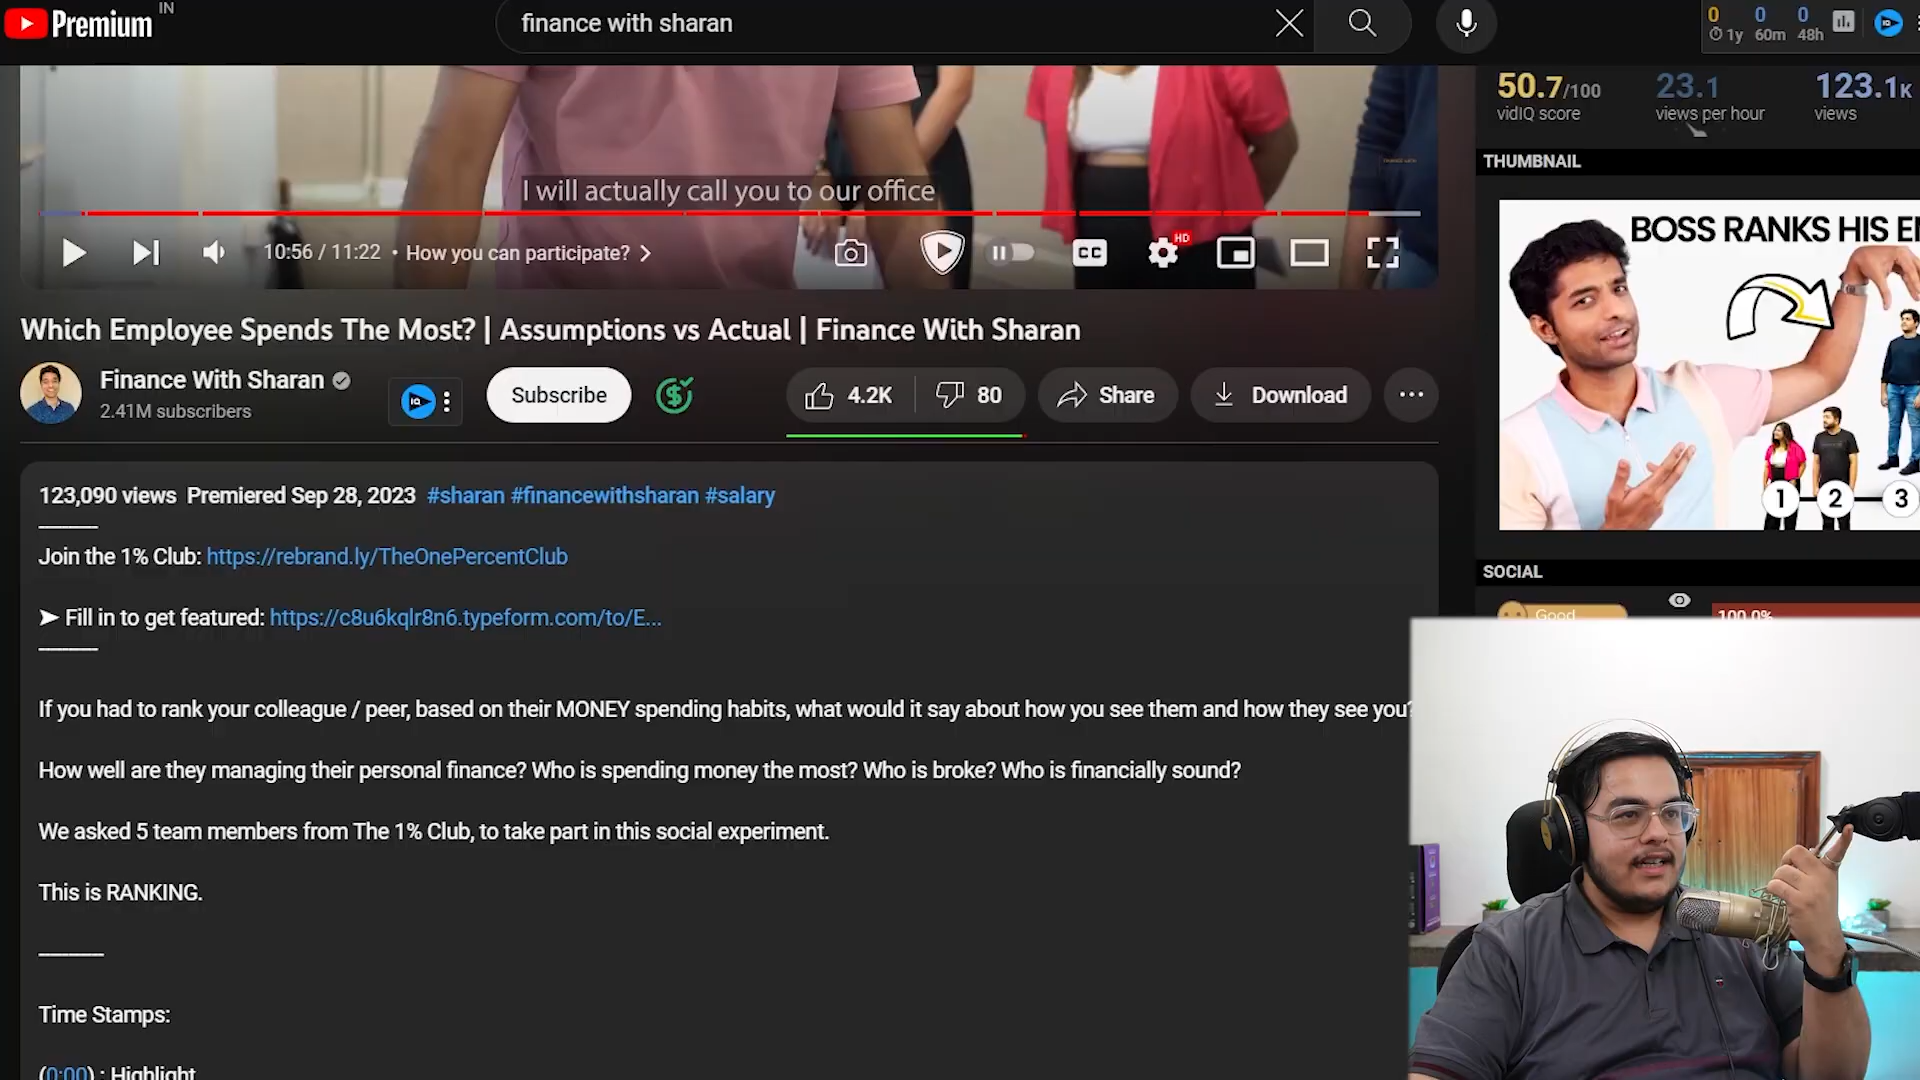 Premium IN
finance with sharan
0 0 0
1y 60m 48h
50.7/100 23.1 123.1K
vidIQ score views per hour views
THUMBNAIL
BOSS RANKS HIS
1 2 3
I will actually call you to our office
10:56 / 11:22 • How you can participate?
CC
HD
Which Employee Spends The Most? | Assumptions vs Actual | Finance With Sharan
Finance With Sharan
2.41M subscribers
IQ
Subscribe
4.2K 80 Share Download
123,090 views Premiered Sep 28, 2023 #sharan #financewithsharan #salary
Join the 1% Club: https://rebrand.ly/TheOnePercentClub
➤ Fill in to get featured: https://c8u6kqlr8n6.typeform.com/to/E...
SOCIAL
Good 100.0%
If you had to rank your colleague / peer, based on their MONEY spending habits, what would it say about how you see them and how they see you?
How well are they managing their personal finance? Who is spending money the most? Who is broke? Who is financially sound?
We asked 5 team members from The 1% Club, to take part in this social experiment.
This is RANKING.
Time Stamps:
(0:00) : Highlight